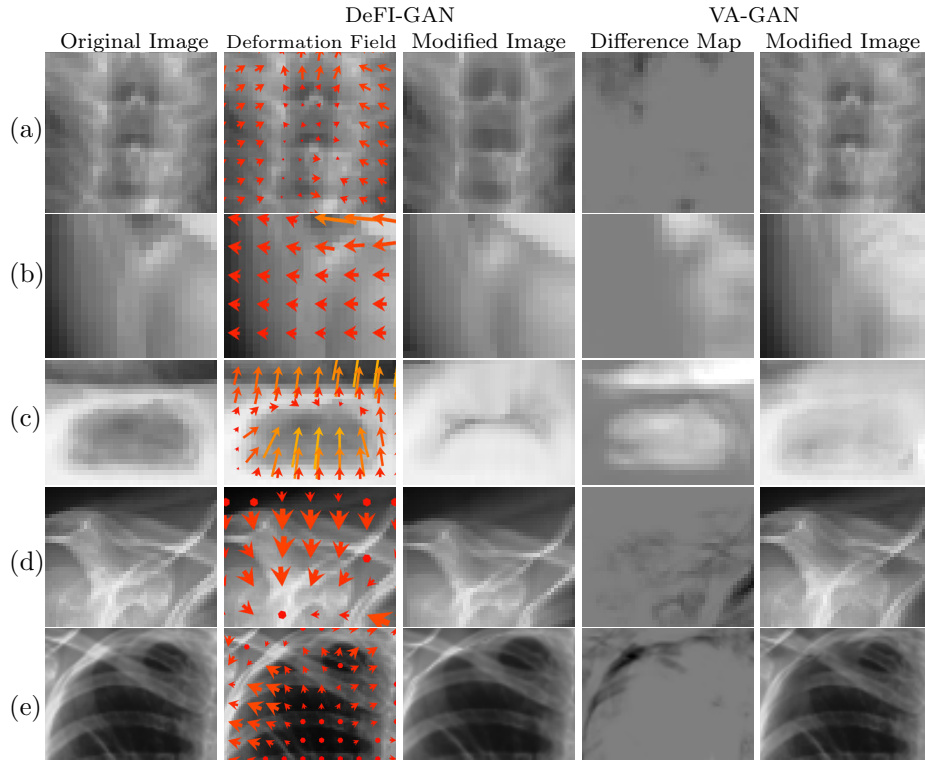 DeFI-GAN VA-GAN
Original Image Deformation Field Modified Image Difference Map Modified Image
(a)
(b)
(c)
(d)
(e)